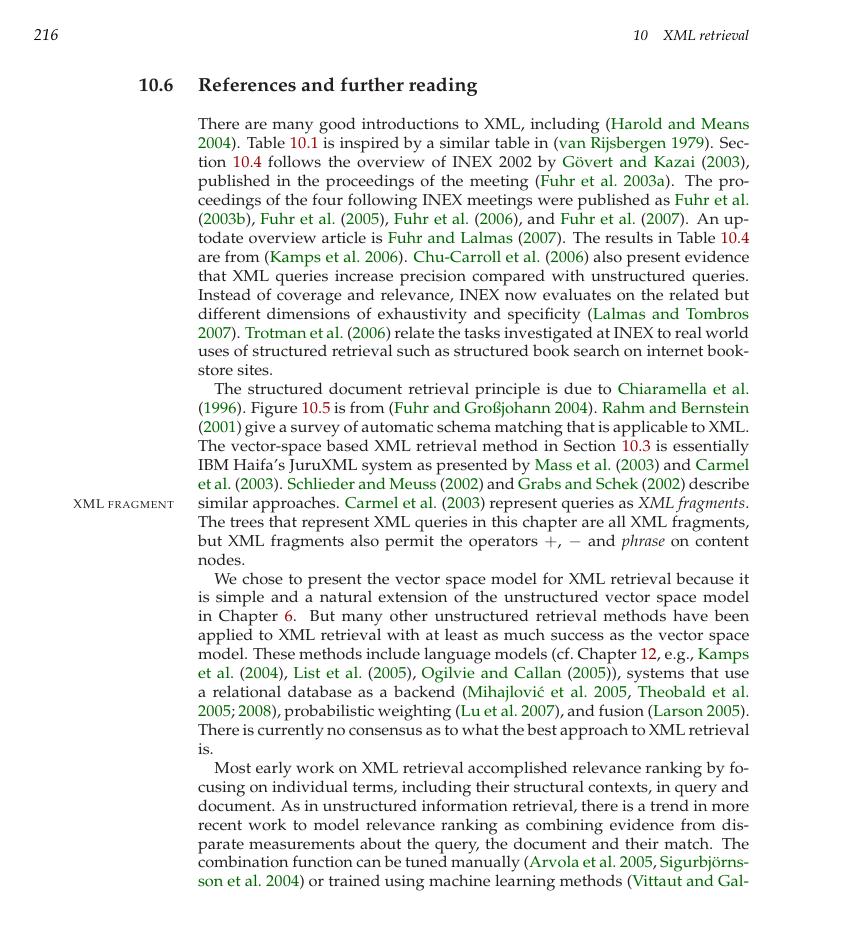 216
10 XML retrieval
10.6 References and further reading
There are many good introductions to XML, including (Harold and Means
2004). Table 10.1 is inspired by a similar table in (van Rijsbergen 1979). Sec-
tion 10.4 follows the overview of INEX 2002 by Gövert and Kazai (2003),
published in the proceedings of the meeting (Fuhr et al. 2003a). The pro-
ceedings of the four following INEX meetings were published as Fuhr et al.
(2003b), Fuhr et al. (2005), Fuhr et al. (2006), and Fuhr et al. (2007). An up-
todate overview article is Fuhr and Lalmas (2007). The results in Table 10.4
are from (Kamps et al. 2006). Chu-Carroll et al. (2006) also present evidence
that XML queries increase precision compared with unstructured queries.
Instead of coverage and relevance, INEX now evaluates on the related but
different dimensions of exhaustivity and specificity (Lalmas and Tombros
2007). Trotman et al. (2006) relate the tasks investigated at INEX to real world
uses of structured retrieval such as structured book search on internet book-
store sites.
The structured document retrieval principle is due to Chiaramella et al.
(1996). Figure 10.5 is from (Fuhr and Großjohann 2004). Rahm and Bernstein
(2001) give a survey of automatic schema matching that is applicable to XML.
The vector-space based XML retrieval method in Section 10.3 is essentially
IBM Haifa's JuruXML system as presented by Mass et al. (2003) and Carmel
et al. (2003). Schlieder and Meuss (2002) and Grabs and Schek (2002) describe
XML FRAGMENT
similar approaches. Carmel et al. (2003) represent queries as XML fragments.
The trees that represent XML queries in this chapter are all XML fragments,
but XML fragments also permit the operators +, − and phrase on content
nodes.
We chose to present the vector space model for XML retrieval because it
is simple and a natural extension of the unstructured vector space model
in Chapter 6. But many other unstructured retrieval methods have been
applied to XML retrieval with at least as much success as the vector space
model. These methods include language models (cf. Chapter 12, e.g., Kamps
et al. (2004), List et al. (2005), Ogilvie and Callan (2005)), systems that use
a relational database as a backend (Mihajlović et al. 2005, Theobald et al.
2005; 2008), probabilistic weighting (Lu et al. 2007), and fusion (Larson 2005).
There is currently no consensus as to what the best approach to XML retrieval
is.
Most early work on XML retrieval accomplished relevance ranking by fo-
cusing on individual terms, including their structural contexts, in query and
document. As in unstructured information retrieval, there is a trend in more
recent work to model relevance ranking as combining evidence from dis-
parate measurements about the query, the document and their match. The
combination function can be tuned manually (Arvola et al. 2005, Sigurbjörns-
son et al. 2004) or trained using machine learning methods (Vittaut and Gal-